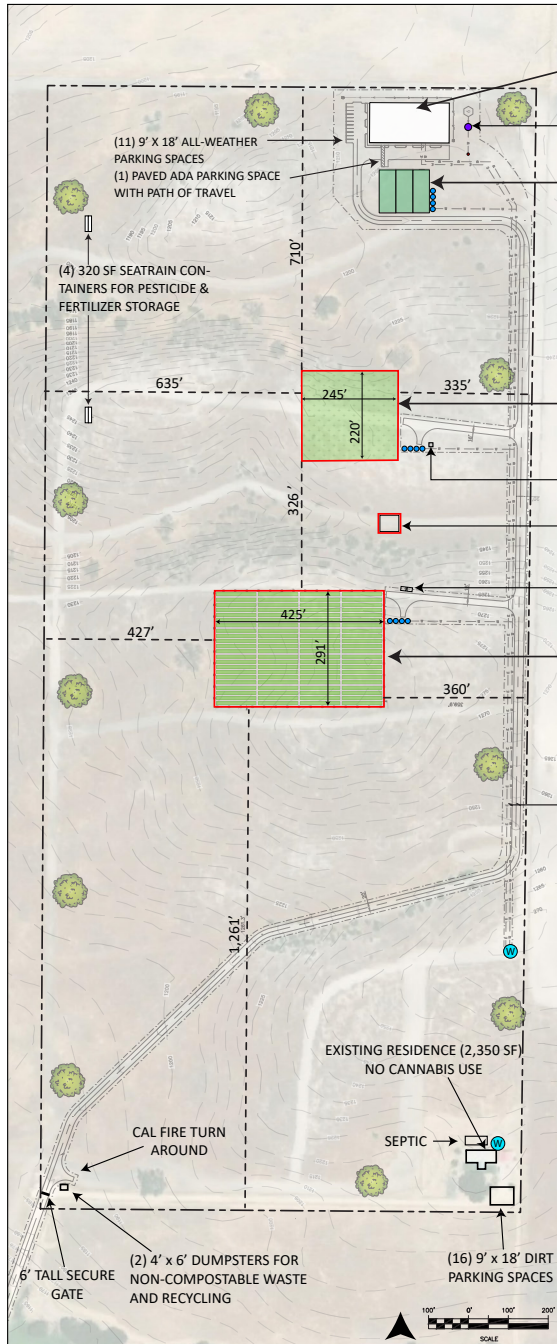 (11) 9' X 18' ALL-WEATHER
PARKING SPACES
(1) PAVED ADA PARKING SPACE
WITH PATH OF TRAVEL
710'
(4) 320 SF SEATRAIN CON-
TAINERS FOR PESTICIDE &
FERTILIZER STORAGE
635'
335'
245'
220'
326 '
425'
291'
427'
360'
1,261'
W
EXISTING RESIDENCE (2,350 SF)
NO CANNABIS USE
SEPTIC
W
CAL FIRE TURN
AROUND
6' TALL SECURE
GATE
(2) 4' x 6' DUMPSTERS FOR
NON-COMPOSTABLE WASTE
AND RECYCLING
(16) 9' x 18' DIRT
PARKING SPACES
100' 0' 100' 200'
SCALE